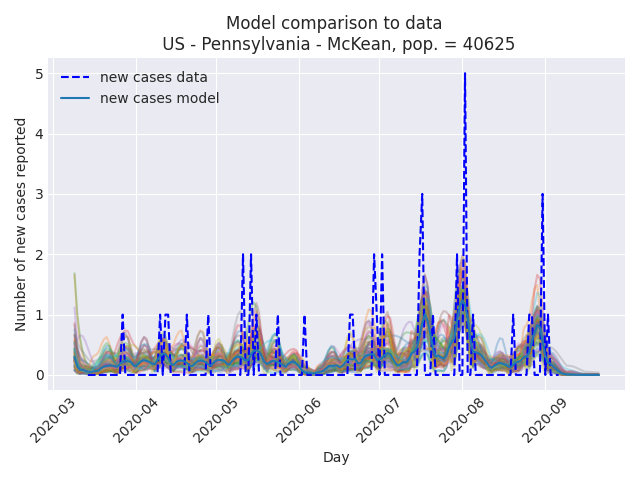 Model comparison to data
US - Pennsylvania - McKean, pop. = 40625
new cases data
new cases model
Number of new cases reported
5
4
3
2
1
0
2020-03
2020-04
2020-05
2020-06
2020-07
2020-08
2020-09
Day